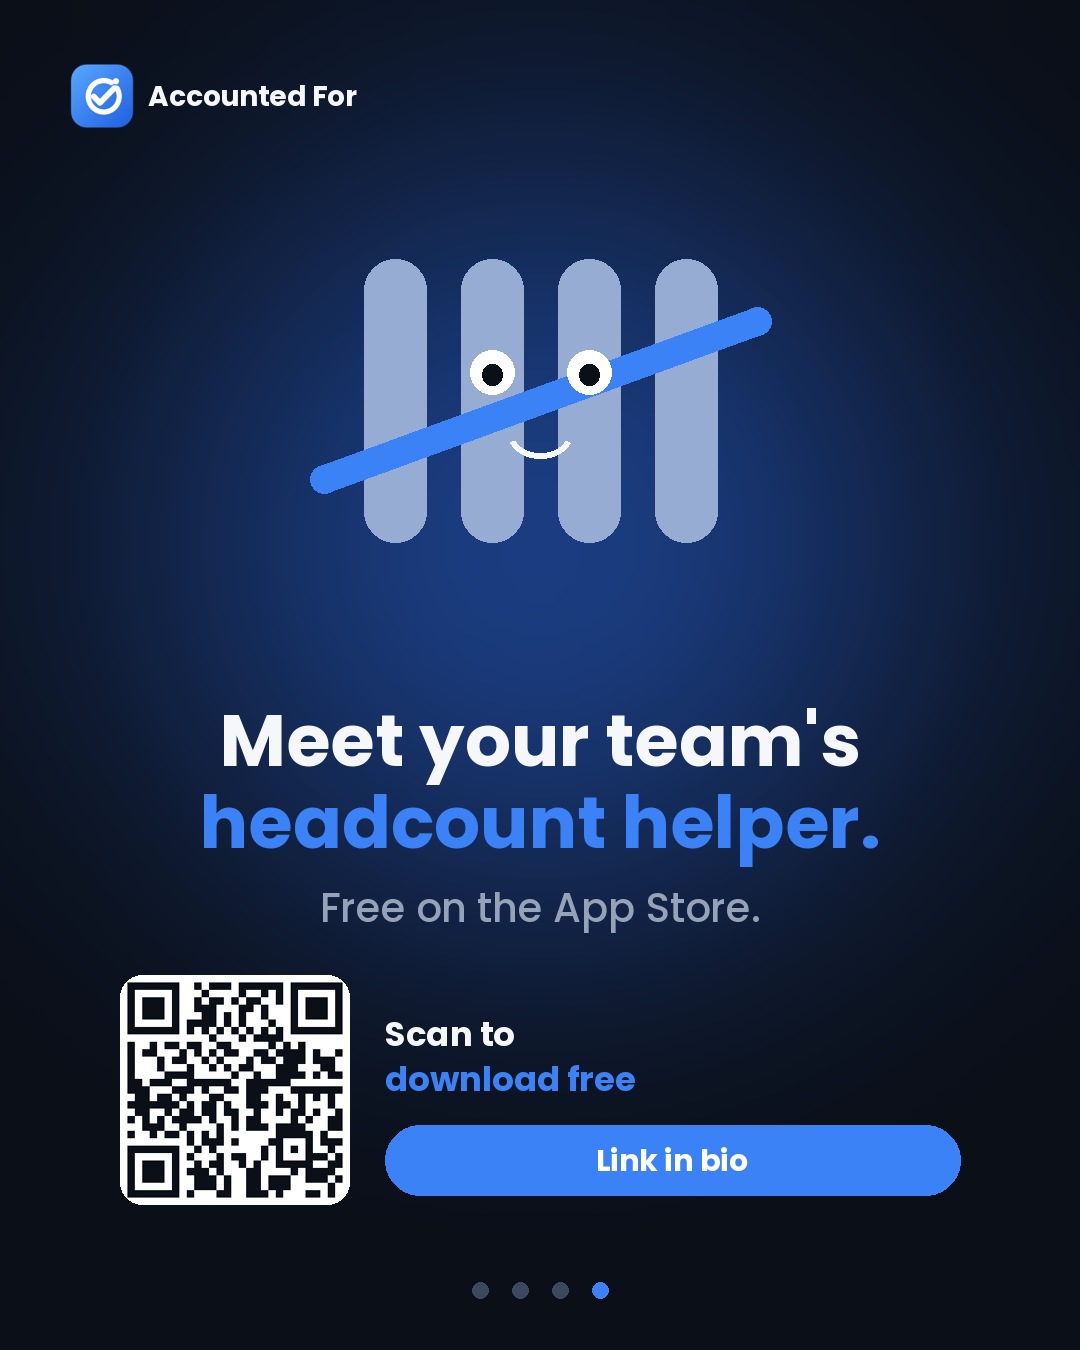 Accounted For
Meet your team's
headcount helper.
Free on the App Store.
Scan to
download free
Link in bio